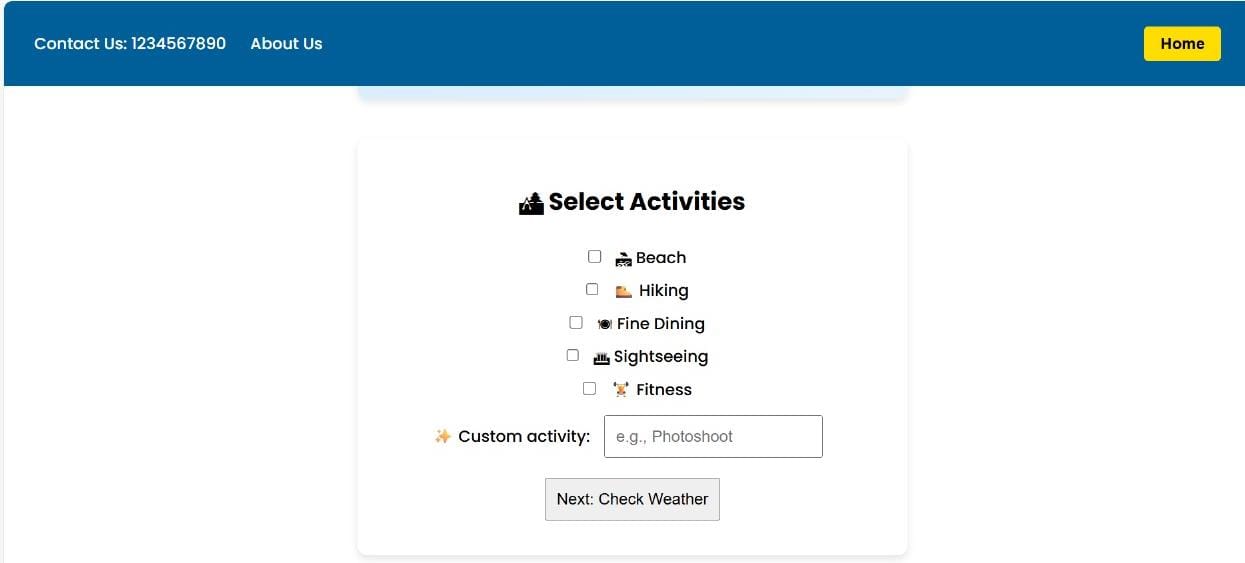 Contact Us: 1234567890 About Us Home
Select Activities
Beach
Hiking
Fine Dining
Sightseeing
Fitness
Custom activity: e.g., Photoshoot
Next: Check Weather